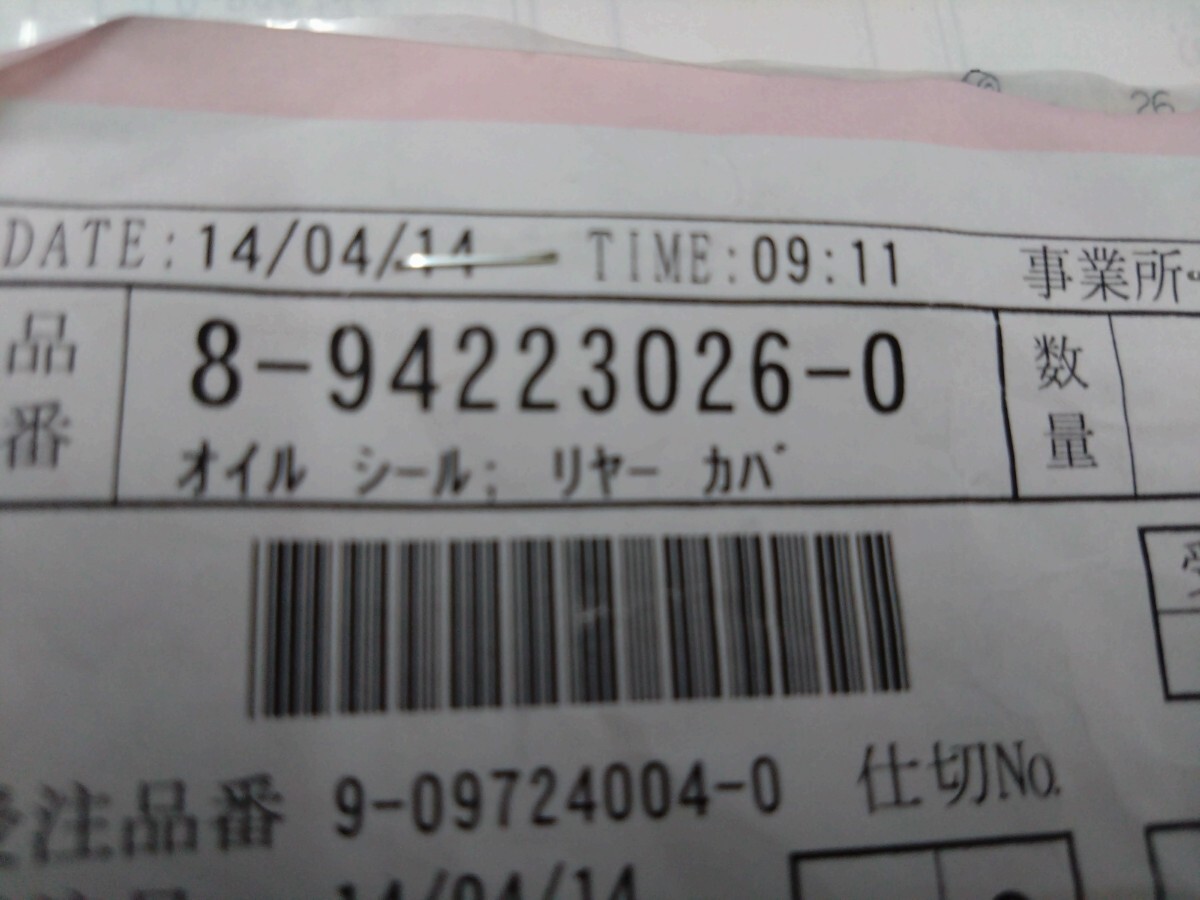 26
DATE:14/04/14 TIME:09:11 事業所
品番 8-94223026-0 数量
オイル シール; リヤー カバ
注品番 9-09724004-0 仕切No.
14/04/14